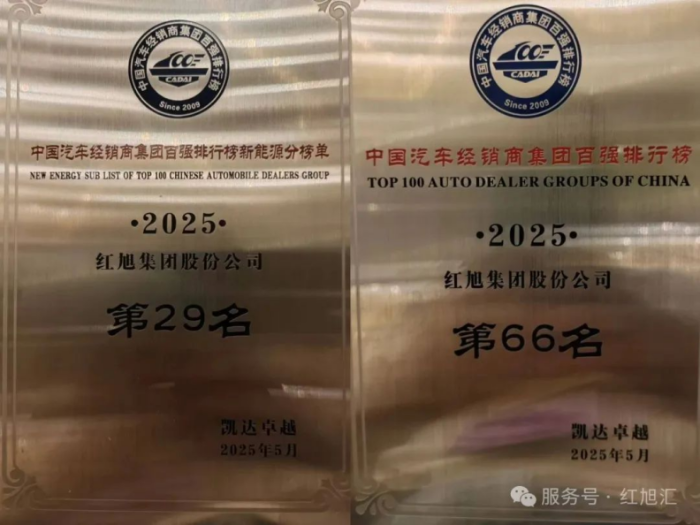 中国汽车经销商集团百强排行榜
CADAI
Since 2009
中国汽车经销商集团百强排行榜新能源分榜单
NEW ENERGY SUB LIST OF TOP 100 CHINESE AUTOMOBILE DEALERS GROUP
·2025·
红旭集团股份公司
第29名
凯达卓越
2025年5月
中国汽车经销商集团百强排行榜
CADAI
Since 2009
中国汽车经销商集团百强排行榜
TOP 100 AUTO DEALER GROUPS OF CHINA
·2025·
红旭集团股份公司
第66名
凯达卓越
2025年5月
服务号·红旭汇